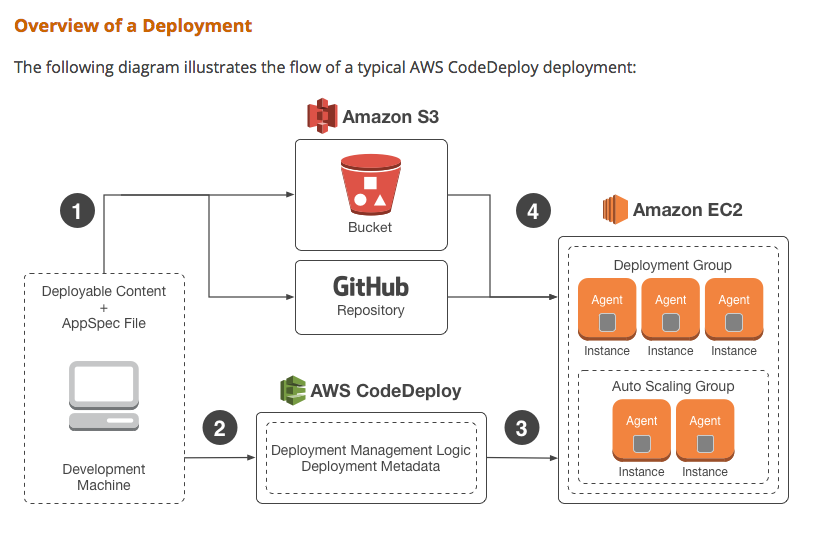 Overview of a Deployment
The following diagram illustrates the flow of a typical AWS CodeDeploy deployment:
Amazon S3
1
Bucket
4
Amazon EC2
GitHub
Repository
Deployable Content
+
AppSpec File
Development
Machine
2
AWS CodeDeploy
Deployment Management Logic
Deployment Metadata
3
Deployment Group
Agent Agent Agent
Instance Instance Instance
Auto Scaling Group
Agent Agent
Instance Instance